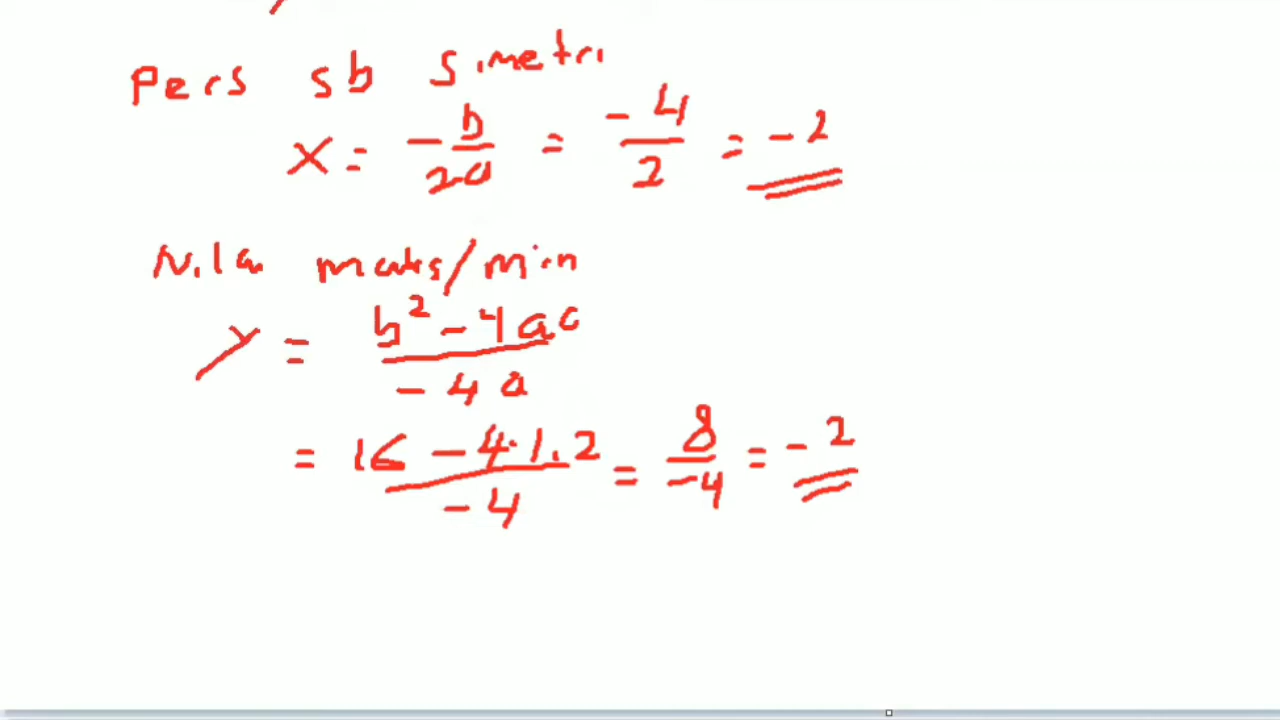 Pers sb simetri
x = -b/2a = -4/2 = -2
Nilai maks/min
y = b² - 4ac / -4a
= 16 - 4.1.2 / -4 = 8/-4 = -2